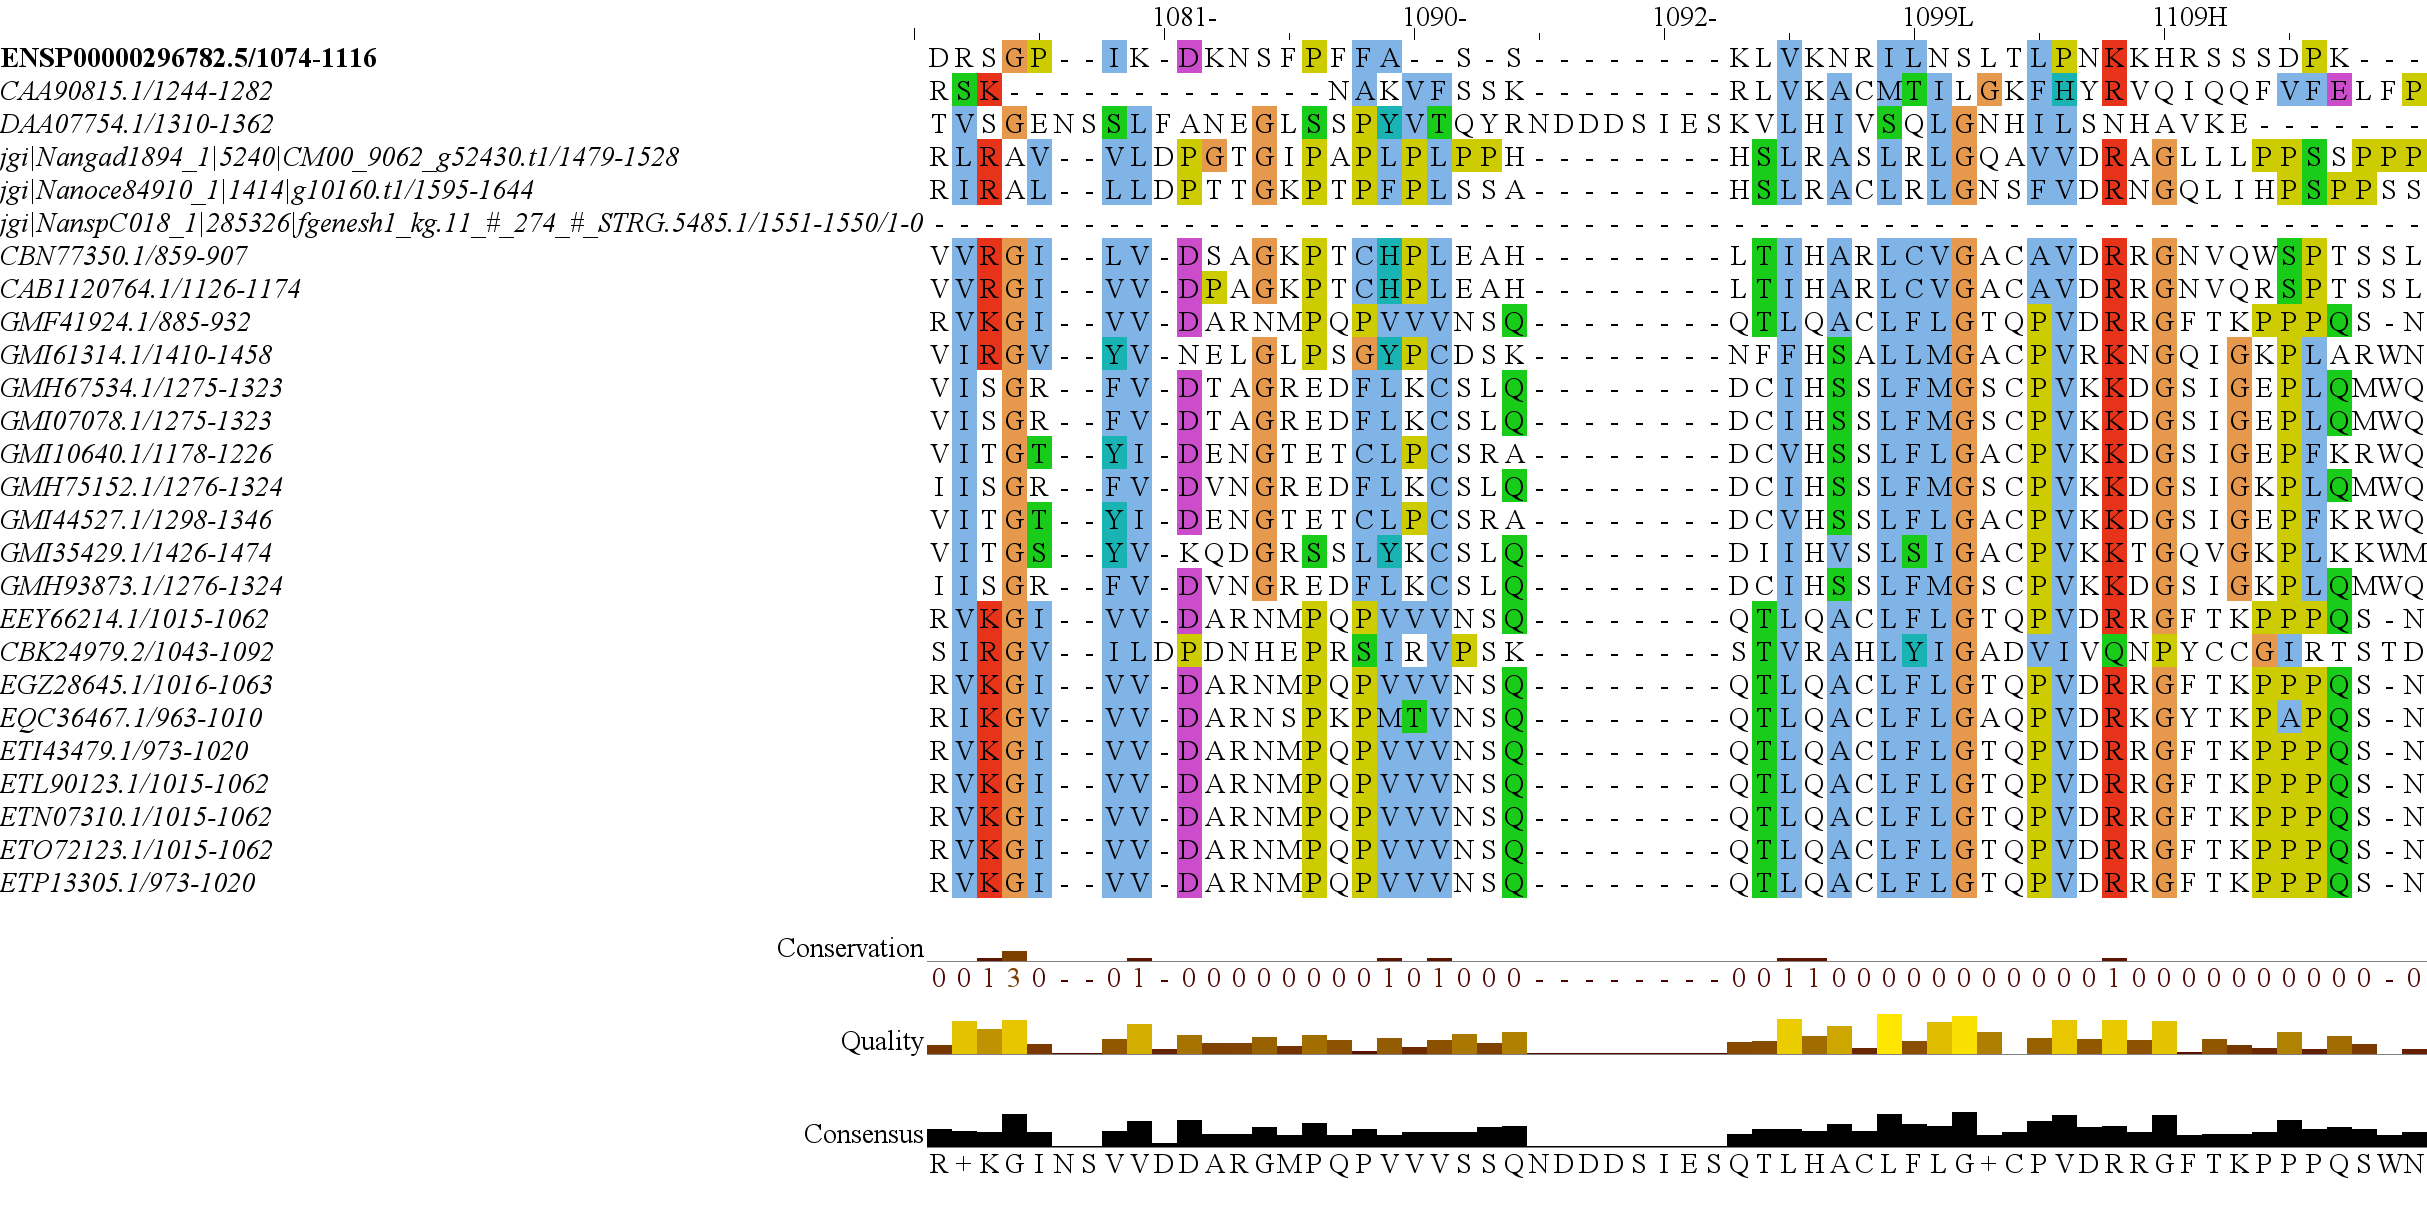 1081- 1090- 1092- 1099L 1109H
ENSP00000296782.5/1074-1116 DRSGP--IK-DKNSFPFFA--S-S--------KLVKNRILNSLTLPNKKHRSSSDPK---
CAA90815.1/1244-1282 RSK-------------NAKVFSSK--------RLVKACMTILGKFHYRVQIQQFVFELFP
DAA07754.1/1310-1362 TVSGENSSLFANEGLSSPYVTQYRNDDDSIESKVLHIVSQLGNHILSNHAVKE-------
jgi|Nangad1894_1|5240|CM00_9062_g52430.t1/1479-1528 RLRAV--VLDPGTGIPAPLPLPPH--------HSLRASLRLGQAVVDRAGLLLPPSSPPP
jgi|Nanoce84910_1|1414|g10160.t1/1595-1644 RIRAL--LLDPTTGKPTPFPLSSA--------HSLRACLRLGNSFVDRNGQLIHPSPPSS
jgi|NanspC018_1|285326|fgenesh1_kg.11_#_274_#_STRG.5485.1/1551-1550/1-0 ------------------------------------------------------------
CBN77350.1/859-907 VVRGI--LV-DSAGKPTCHPLEAH--------LTIHARLCVGACAVDRRGNVQWSPTSSL
CAB1120764.1/1126-1174 VVRGI--VV-DPAGKPTCHPLEAH--------LTIHARLCVGACAVDRRGNVQRSPTSSL
GMF41924.1/885-932 RVKGI--VV-DARNMPQPVVVNSQ--------QTLQACLFLGTQPVDRRGFTKPPPQS-N
GMI61314.1/1410-1458 VIRGV--YV-NELGLPSGYPCDSK--------NFFHSALLMGACPVRKNGQIGKPLARWN
GMH67534.1/1275-1323 VISGR--FV-DTAGREDFLKCSLQ--------DCIHSSLFMGSCPVKKDGSIGEPLQMWQ
GMI07078.1/1275-1323 VISGR--FV-DTAGREDFLKCSLQ--------DCIHSSLFMGSCPVKKDGSIGEPLQMWQ
GMI10640.1/1178-1226 VITGT--YI-DENGTETCLPCSRA--------DCVHSSLFLGACPVKKDGSIGEPFKRWQ
GMH75152.1/1276-1324 IISGR--FV-DVNGREDFLKCSLQ--------DCIHSSLFMGSCPVKKDGSIGKPLQMWQ
GMI44527.1/1298-1346 VITGT--YI-DENGTETCLPCSRA--------DCVHSSLFLGACPVKKDGSIGEPFKRWQ
GMI35429.1/1426-1474 VITGS--YV-KQDGRSSLYKCSLQ--------DIIHVSLSIGACPVKKTGQVGKPLKKWM
GMH93873.1/1276-1324 IISGR--FV-DVNGREDFLKCSLQ--------DCIHSSLFMGSCPVKKDGSIGKPLQMWQ
EEY66214.1/1015-1062 RVKGI--VV-DARNMPQPVVVNSQ--------QTLQACLFLGTQPVDRRGFTKPPPQS-N
CBK24979.2/1043-1092 SIRGV--ILDPDNHEPRSIRVPSK--------STVRAHLYIGADVIVQNPYCCGIRTSTD
EGZ28645.1/1016-1063 RVKGI--VV-DARNMPQPVVVNSQ--------QTLQACLFLGTQPVDRRGFTKPPPQS-N
EQC36467.1/963-1010 RIKGV--VV-DARNSPKPMTVNSQ--------QTLQACLFLGAQPVDRKGYTKPAPQS-N
ETI43479.1/973-1020 RVKGI--VV-DARNMPQPVVVNSQ--------QTLQACLFLGTQPVDRRGFTKPPPQS-N
ETL90123.1/1015-1062 RVKGI--VV-DARNMPQPVVVNSQ--------QTLQACLFLGTQPVDRRGFTKPPPQS-N
ETN07310.1/1015-1062 RVKGI--VV-DARNMPQPVVVNSQ--------QTLQACLFLGTQPVDRRGFTKPPPQS-N
ETO72123.1/1015-1062 RVKGI--VV-DARNMPQPVVVNSQ--------QTLQACLFLGTQPVDRRGFTKPPPQS-N
ETP13305.1/973-1020 RVKGI--VV-DARNMPQPVVVNSQ--------QTLQACLFLGTQPVDRRGFTKPPPQS-N
Conservation
00130--01-00000000101000--------001100000000000100000000000-0
Quality
Consensus
R+KGINSVVDDARGMPQPVVVSSQNDDDSIESQTLHACLFLG+CPVDRRGFTKPPPQSWN